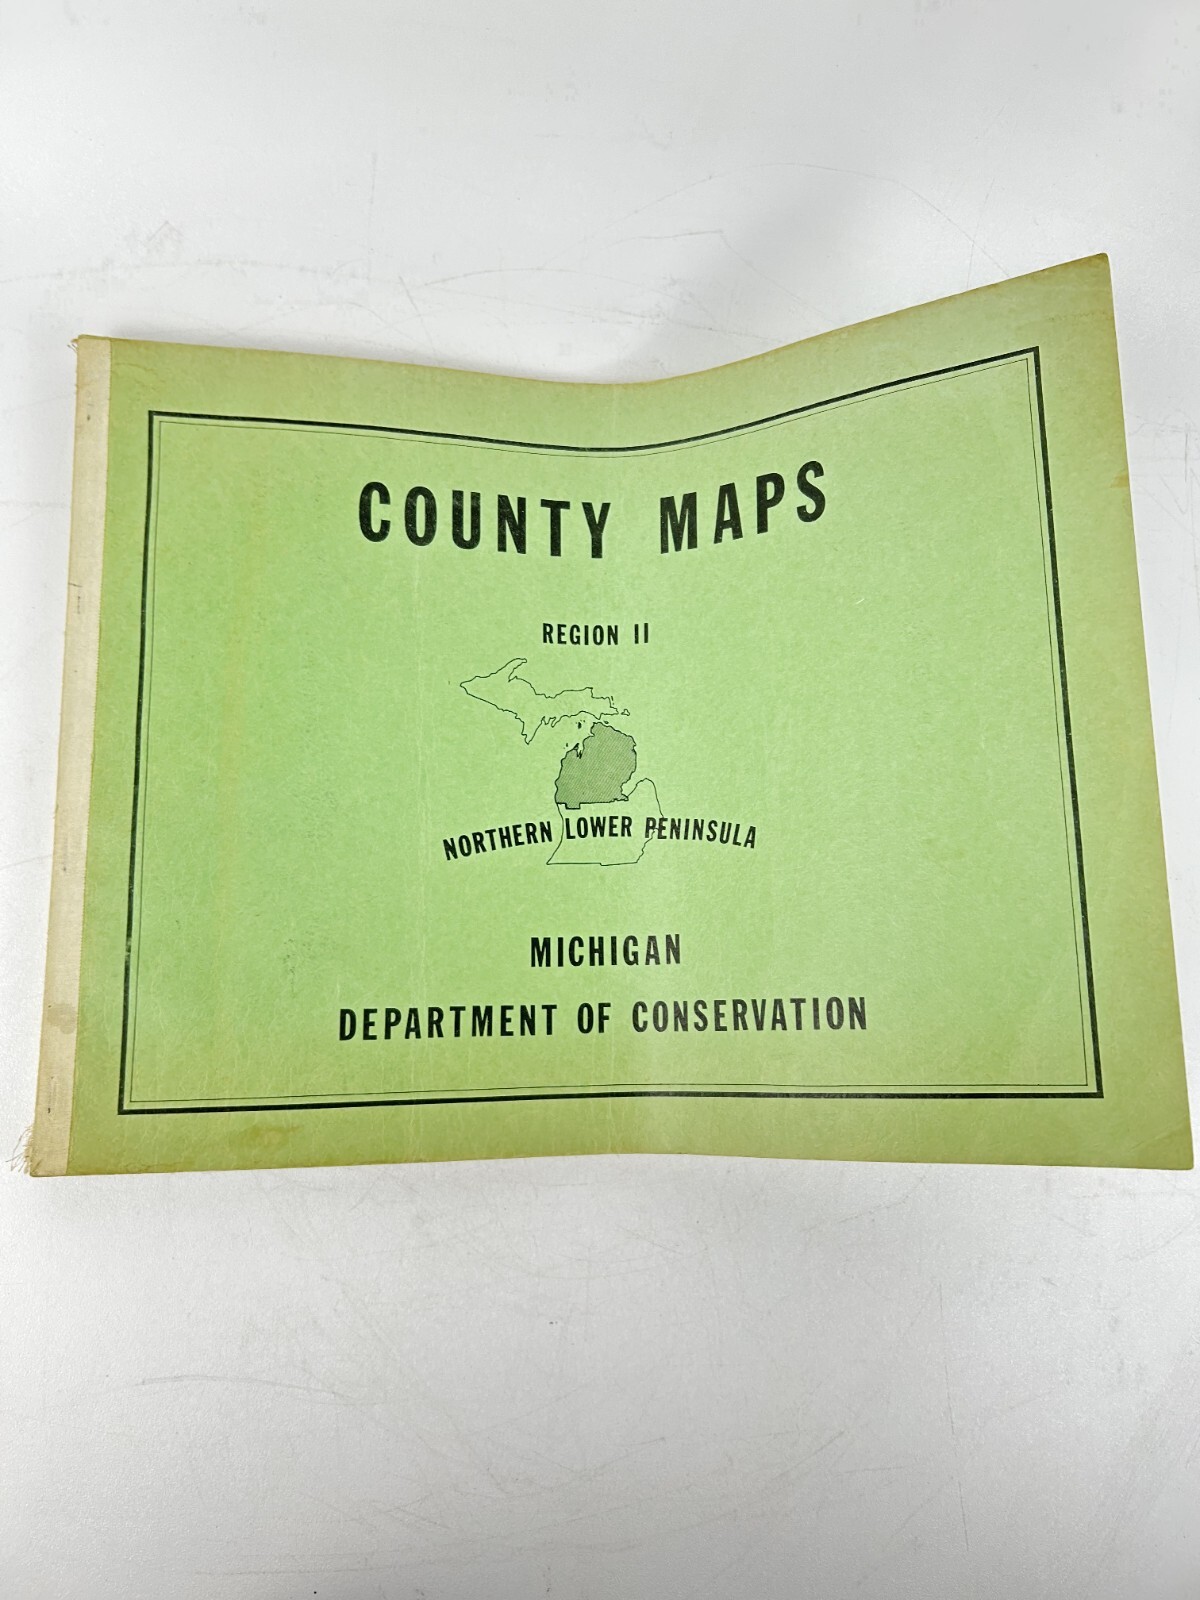 COUNTY MAPS
REGION II
NORTHERN LOWER PENINSULA
MICHIGAN
DEPARTMENT OF CONSERVATION